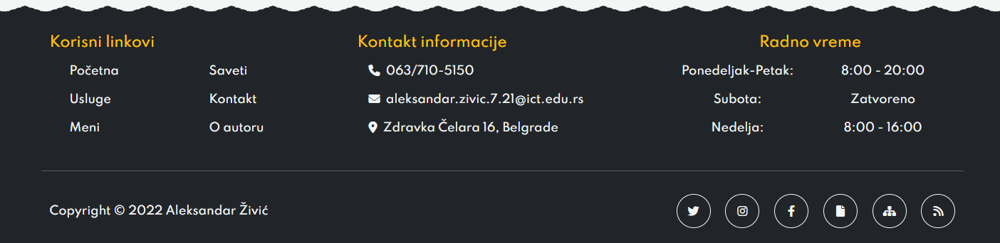 Korisni linkovi
Početna
Saveti
Usluge
Kontakt
Meni
O autoru
Kontakt informacije
063/710-5150
aleksandar.zivic.7.21@ict.edu.rs
Zdravka Čelara 16, Belgrade
Radno vreme
Ponedeljak-Petak: 8:00 - 20:00
Subota: Zatvoreno
Nedelja: 8:00 - 16:00
Copyright © 2022 Aleksandar Živić